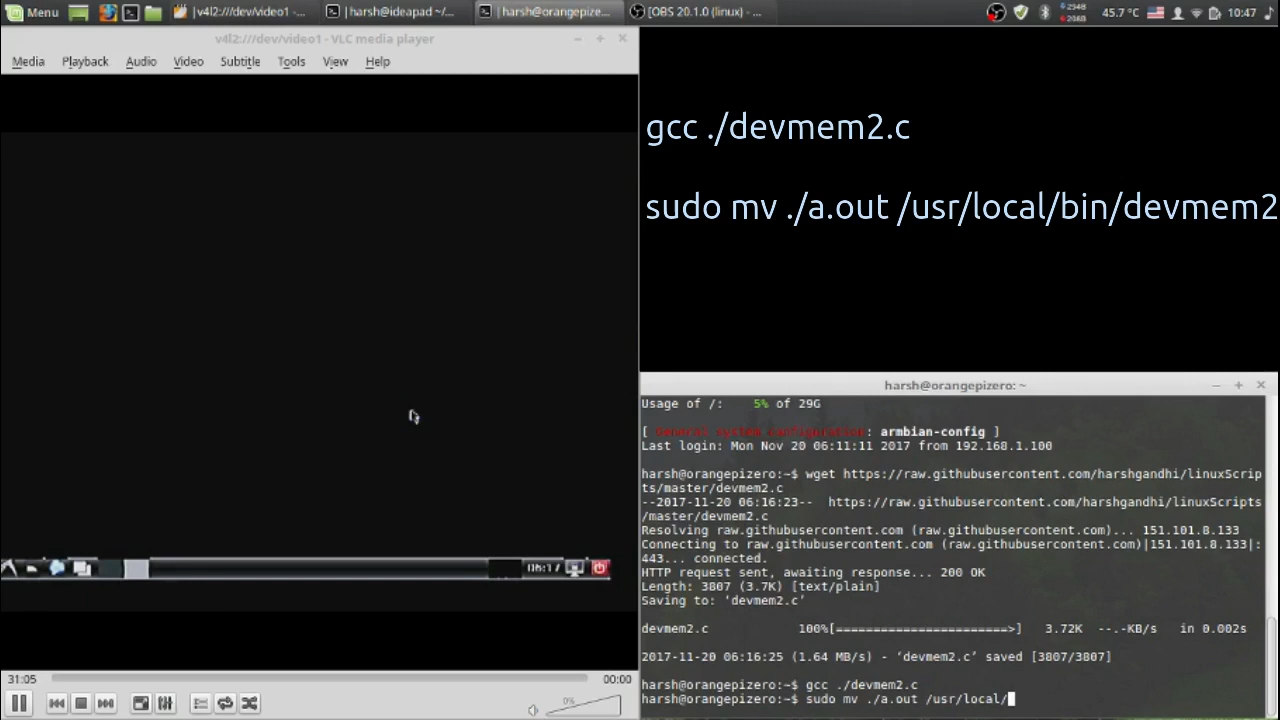 Menu
|v4l2:///dev/video1 -...
|harsh@ideapad ~/...
|harsh@orangepize...
[OBS 20.1.0 (linux) -...
2948
2068
45.7 °C
10:47
v4l2:///dev/video1 - VLC media player
Media Playback Audio Video Subtitle Tools View Help
gcc ./devmem2.c
sudo mv ./a.out /usr/local/bin/devmem2
06:17
31:05
00:00
0%
harsh@orangepizero: ~
Usage of /: 5% of 29G
[ General system configuration: armbian-config ]
Last login: Mon Nov 20 06:11:11 2017 from 192.168.1.100
harsh@orangepizero:~$ wget https://raw.githubusercontent.com/harshgandhi/linuxScrip
ts/master/devmem2.c
--2017-11-20 06:16:23-- https://raw.githubusercontent.com/harshgandhi/linuxScripts
/master/devmem2.c
Resolving raw.githubusercontent.com (raw.githubusercontent.com)... 151.101.8.133
Connecting to raw.githubusercontent.com (raw.githubusercontent.com)|151.101.8.133|:
443... connected.
HTTP request sent, awaiting response... 200 OK
Length: 3807 (3.7K) [text/plain]
Saving to: ‘devmem2.c’
devmem2.c 100%[========================>] 3.72K --.-KB/s in 0.002s
2017-11-20 06:16:25 (1.64 MB/s) - ‘devmem2.c’ saved [3807/3807]
harsh@orangepizero:~$ gcc ./devmem2.c
harsh@orangepizero:~$ sudo mv ./a.out /usr/local/